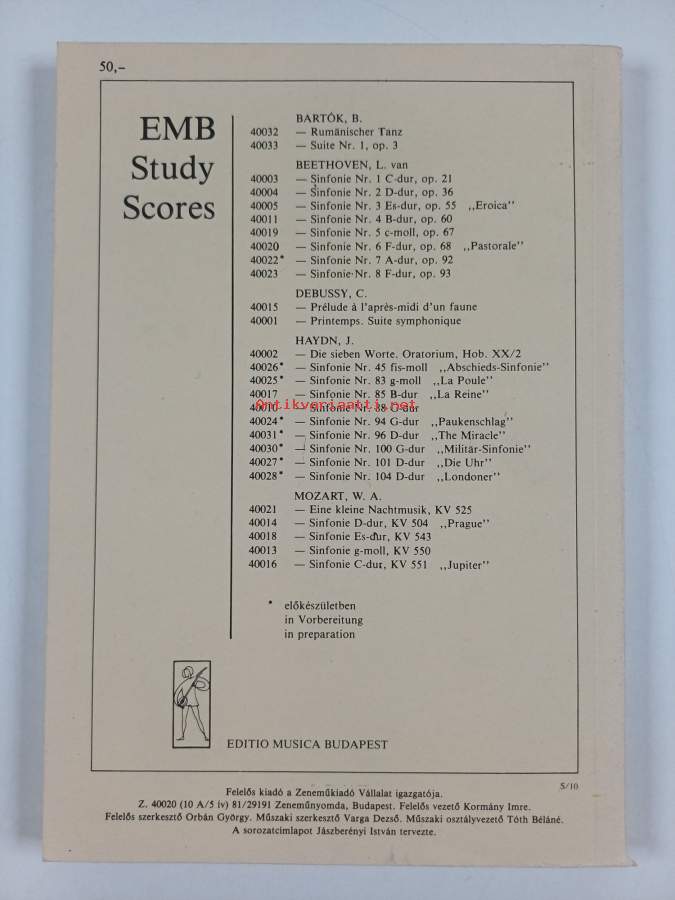 50,–
EMB
Study
Scores
BARTÓK, B.
40032 — Rumänischer Tanz
40033 — Suite Nr. 1, op. 3
BEETHOVEN, L. van
40003 — Sinfonie Nr. 1 C-dur, op. 21
40004 — Sinfonie Nr. 2 D-dur, op. 36
40005 — Sinfonie Nr. 3 Es-dur, op. 55 „Eroica”
40011 — Sinfonie Nr. 4 B-dur, op. 60
40019 — Sinfonie Nr. 5 c-moll, op. 67
40020 — Sinfonie Nr. 6 F-dur, op. 68 „Pastorale”
40022* — Sinfonie Nr. 7 A-dur, op. 92
40023 — Sinfonie Nr. 8 F-dur, op. 93
DEBUSSY, C.
40015 — Prélude à l'après-midi d'un faune
40001 — Printemps. Suite symphonique
HAYDN, J.
40002 — Die sieben Worte. Oratorium, Hob. XX/2
40026* — Sinfonie Nr. 45 fis-moll „Abschieds-Sinfonie”
40025* — Sinfonie Nr. 83 g-moll „La Poule”
40017 — Sinfonie Nr. 85 B-dur „La Reine”
Antikvariaatti.net
40010 — Sinfonie Nr. 88 G-dur
40024* — Sinfonie Nr. 94 G-dur „Paukenschlag”
40031* — Sinfonie Nr. 96 D-dur „The Miracle”
40030* — Sinfonie Nr. 100 G-dur „Militär-Sinfonie”
40027* — Sinfonie Nr. 101 D-dur „Die Uhr”
40028* — Sinfonie Nr. 104 D-dur „Londoner”
MOZART, W. A.
40021 — Eine kleine Nachtmusik, KV 525
40014 — Sinfonie D-dur, KV 504 „Prague”
40018 — Sinfonie Es-dur, KV 543
40013 — Sinfonie g-moll, KV 550
40016 — Sinfonie C-dur, KV 551 „Jupiter”
* előkészületben
in Vorbereitung
in preparation
EDITIO MUSICA BUDAPEST
5/10
Felelős kiadó a Zeneműkiadó Vállalat igazgatója.
Z. 40020 (10 A/5 ív) 81/29191 Zeneműnyomda, Budapest. Felelős vezető Kormány Imre.
Felelős szerkesztő Orbán György. Műszaki szerkesztő Varga Dezső. Műszaki osztályvezető Tóth Béláné.
A sorozatcímlapot Jászberényi István tervezte.